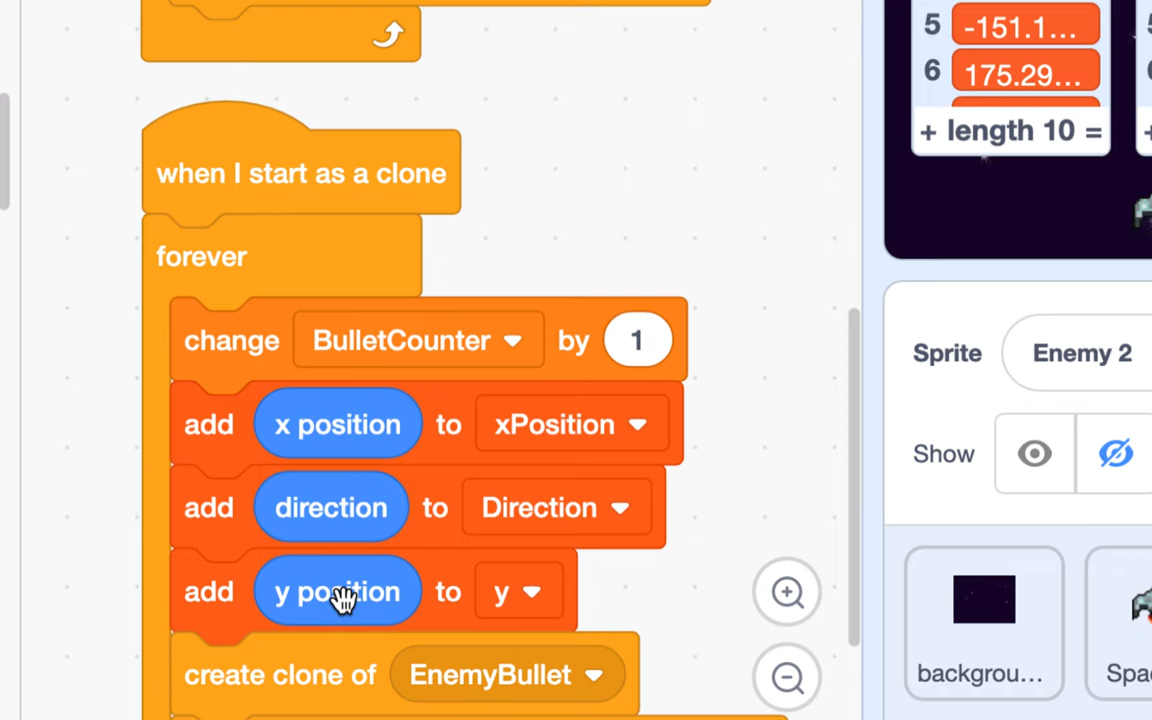 5 -151.1...
6 175.29...
+ length 10 =
when I start as a clone
forever
change BulletCounter by 1
add x position to xPosition
add direction to Direction
add y position to y
create clone of EnemyBullet
Sprite Enemy 2
Show
backgrou...
Spa